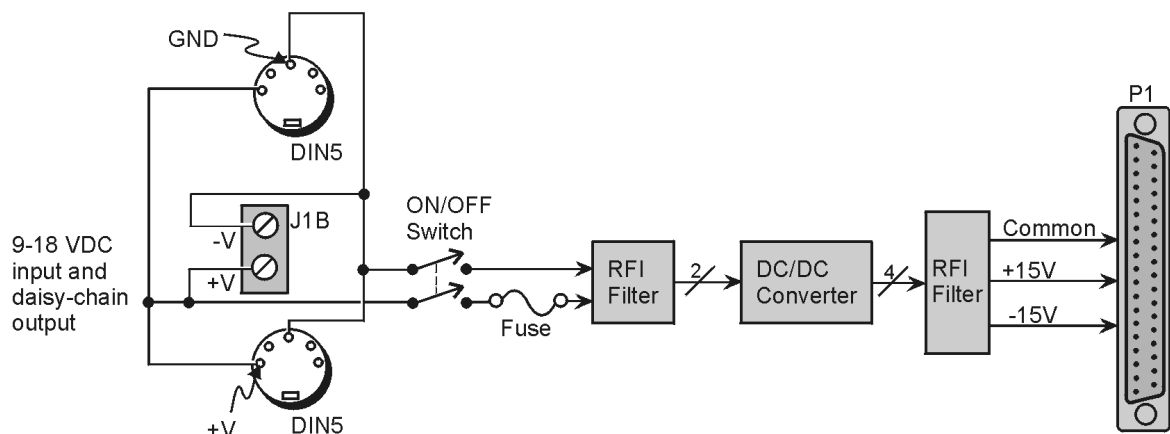 GND
DIN5
J1B
-V
+V
9-18 VDC
input and
daisy-chain
output
ON/OFF
Switch
Fuse
RFI
Filter
2
DC/DC
Converter
4
RFI
Filter
Common
+15V
-15V
P1
+V
DIN5